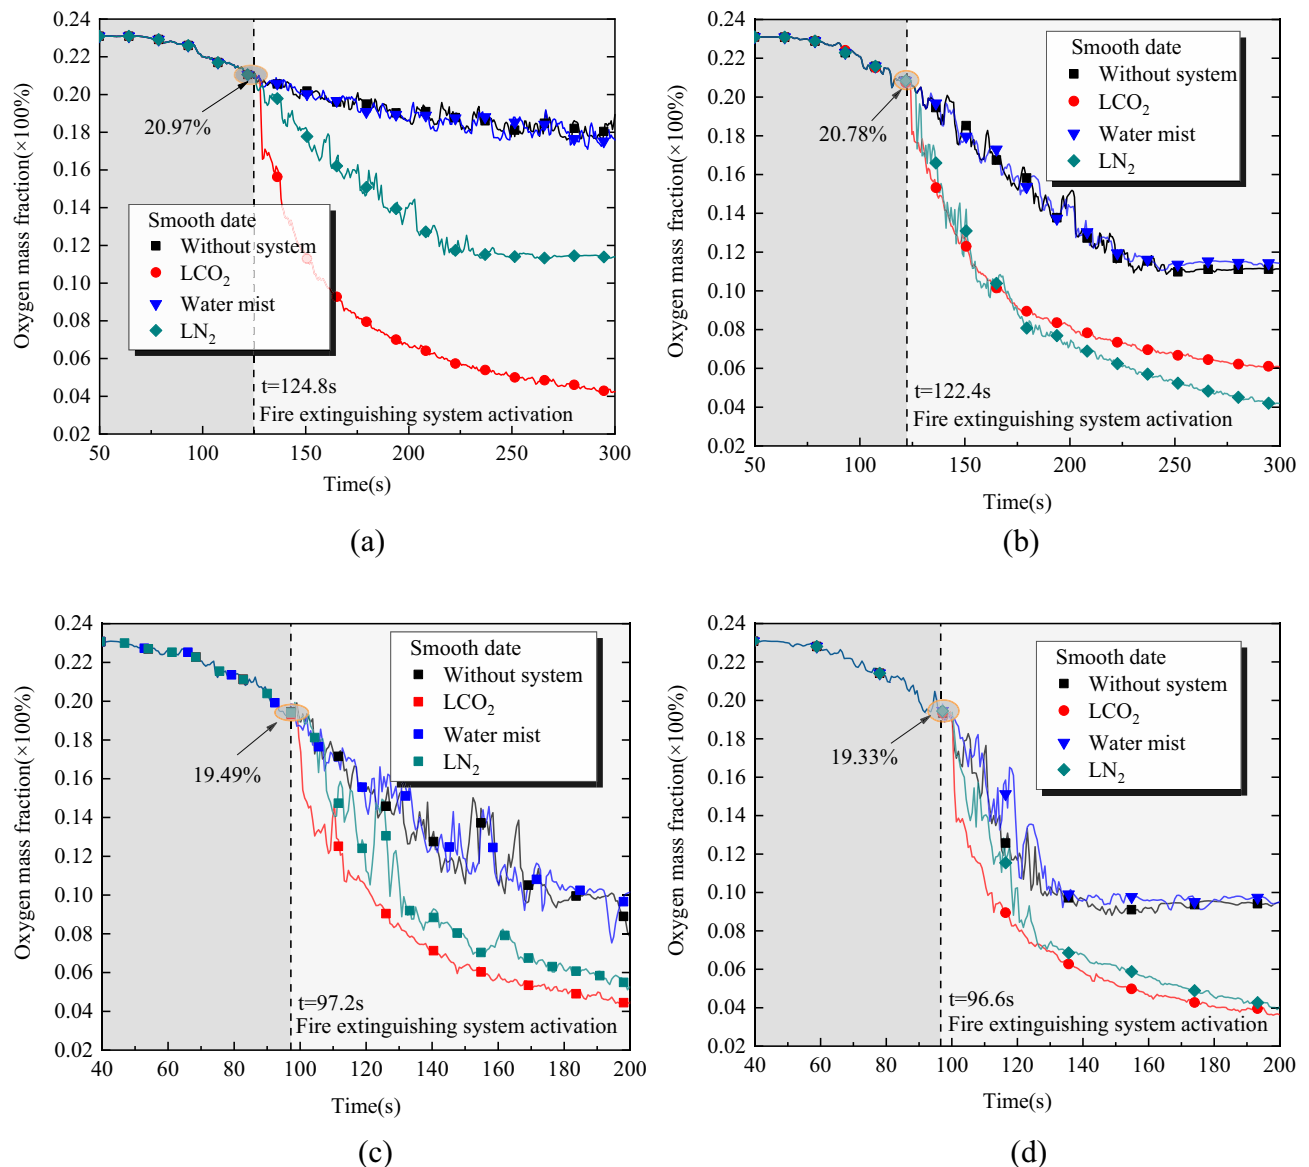 0.24
0.22
0.20
0.18
0.16
0.14
0.12
0.10
0.08
0.06
0.04
0.02
Oxygen mass fraction(×100%)
20.97%
Smooth date
Without system
LCO₂
Water mist
LN₂
t=124.8s
Fire extinguishing system activation
50 100 150 200 250 300
Time(s)
(a)
0.24
0.22
0.20
0.18
0.16
0.14
0.12
0.10
0.08
0.06
0.04
0.02
Oxygen mass fraction(×100%)
Smooth date
Without system
LCO₂
Water mist
LN₂
20.78%
t=122.4s
Fire extinguishing system activation
50 100 150 200 250 300
Time(s)
(b)
0.24
0.22
0.20
0.18
0.16
0.14
0.12
0.10
0.08
0.06
0.04
0.02
Oxygen mass fraction(×100%)
Smooth date
Without system
LCO₂
Water mist
LN₂
19.49%
t=97.2s
Fire extinguishing system activation
40 60 80 100 120 140 160 180 200
Time(s)
(c)
0.24
0.22
0.20
0.18
0.16
0.14
0.12
0.10
0.08
0.06
0.04
0.02
Oxygen mass fraction(×100%)
Smooth date
Without system
LCO₂
Water mist
LN₂
19.33%
t=96.6s
Fire extinguishing system activation
40 60 80 100 120 140 160 180 200
Time(s)
(d)